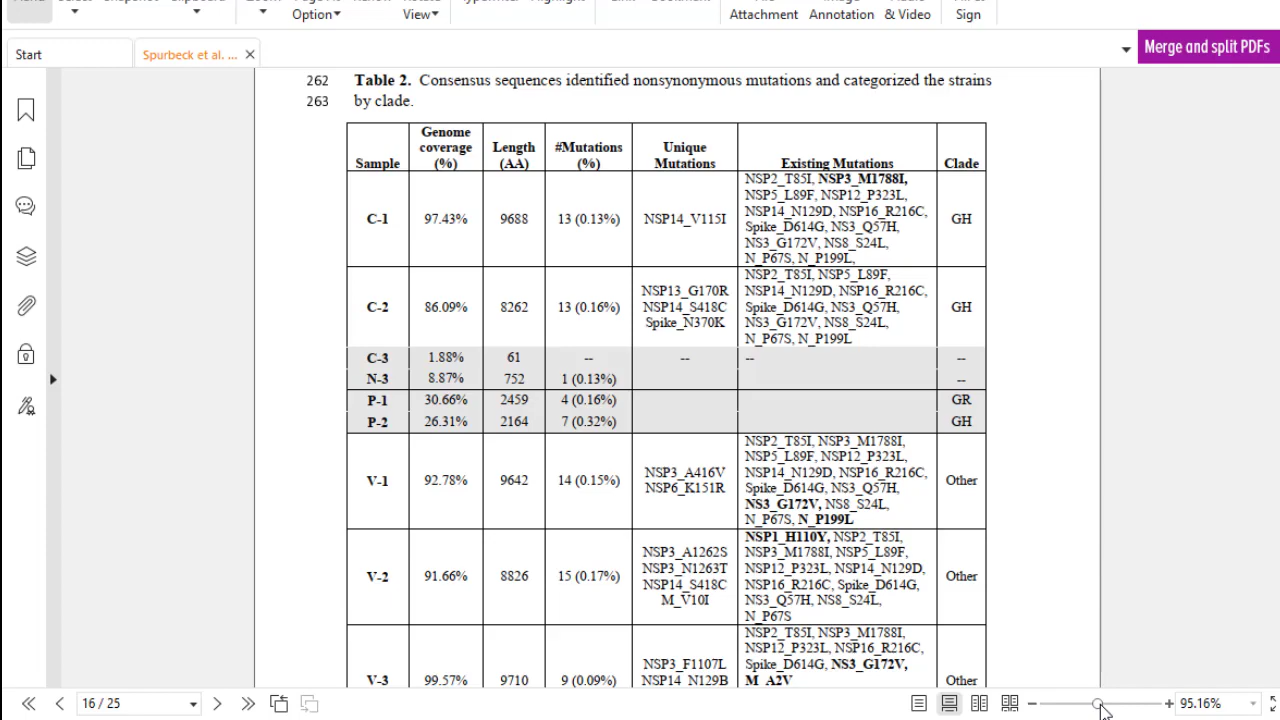 Option View Attachment Annotation & Video Sign
Start Spurbeck et al. ... Merge and split PDFs
262 Table 2. Consensus sequences identified nonsynonymous mutations and categorized the strains
263 by clade.
Sample Genome coverage (%) Length (AA) #Mutations (%) Unique Mutations Existing Mutations Clade
C-1 97.43% 9688 13 (0.13%) NSP14_V115I GH
NSP2_T85I, NSP3_M1788I,
NSP5_L89F, NSP12_P323L,
NSP14_N129D, NSP16_R216C,
Spike_D614G, NS3_Q57H,
NS3_G172V, NS8_S24L,
N_P67S, N_P199L,
C-2 86.09% 8262 13 (0.16%) GH
NSP13_G170R
NSP14_S418C
Spike_N370K
NSP2_T85I, NSP5_L89F,
NSP14_N129D, NSP16_R216C,
Spike_D614G, NS3_Q57H,
NS3_G172V, NS8_S24L,
N_P67S, N_P199L
C-3 1.88% 61 -- -- -- --
N-3 8.87% 752 1 (0.13%) --
P-1 30.66% 2459 4 (0.16%) GR
P-2 26.31% 2164 7 (0.32%) GH
V-1 92.78% 9642 14 (0.15%) Other
NSP3_A416V
NSP6_K151R
NSP2_T85I, NSP3_M1788I,
NSP5_L89F, NSP12_P323L,
NSP14_N129D, NSP16_R216C,
Spike_D614G, NS3_Q57H,
NS3_G172V, NS8_S24L,
N_P67S, N_P199L
V-2 91.66% 8826 15 (0.17%) Other
NSP3_A1262S
NSP3_N1263T
NSP14_S418C
M_V10I
NSP1_H110Y, NSP2_T85I,
NSP3_M1788I, NSP5_L89F,
NSP12_P323L, NSP14_N129D,
NSP16_R216C, Spike_D614G,
NS3_Q57H, NS8_S24L,
N_P67S
V-3 99.57% 9710 9 (0.09%) Other
NSP3_F1107L
NSP14_N129B
NSP2_T85I, NSP3_M1788I,
NSP12_P323L, NSP16_R216C,
Spike_D614G, NS3_G172V,
M_A2V
16 / 25 95.16%